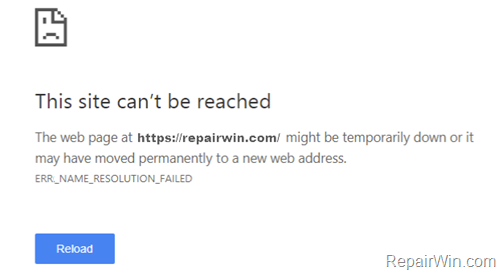 This site can't be reached
The web page at https://repairwin.com/ might be temporarily down or it
may have moved permanently to a new web address.
ERR_NAME_RESOLUTION_FAILED
Reload
RepairWin.com